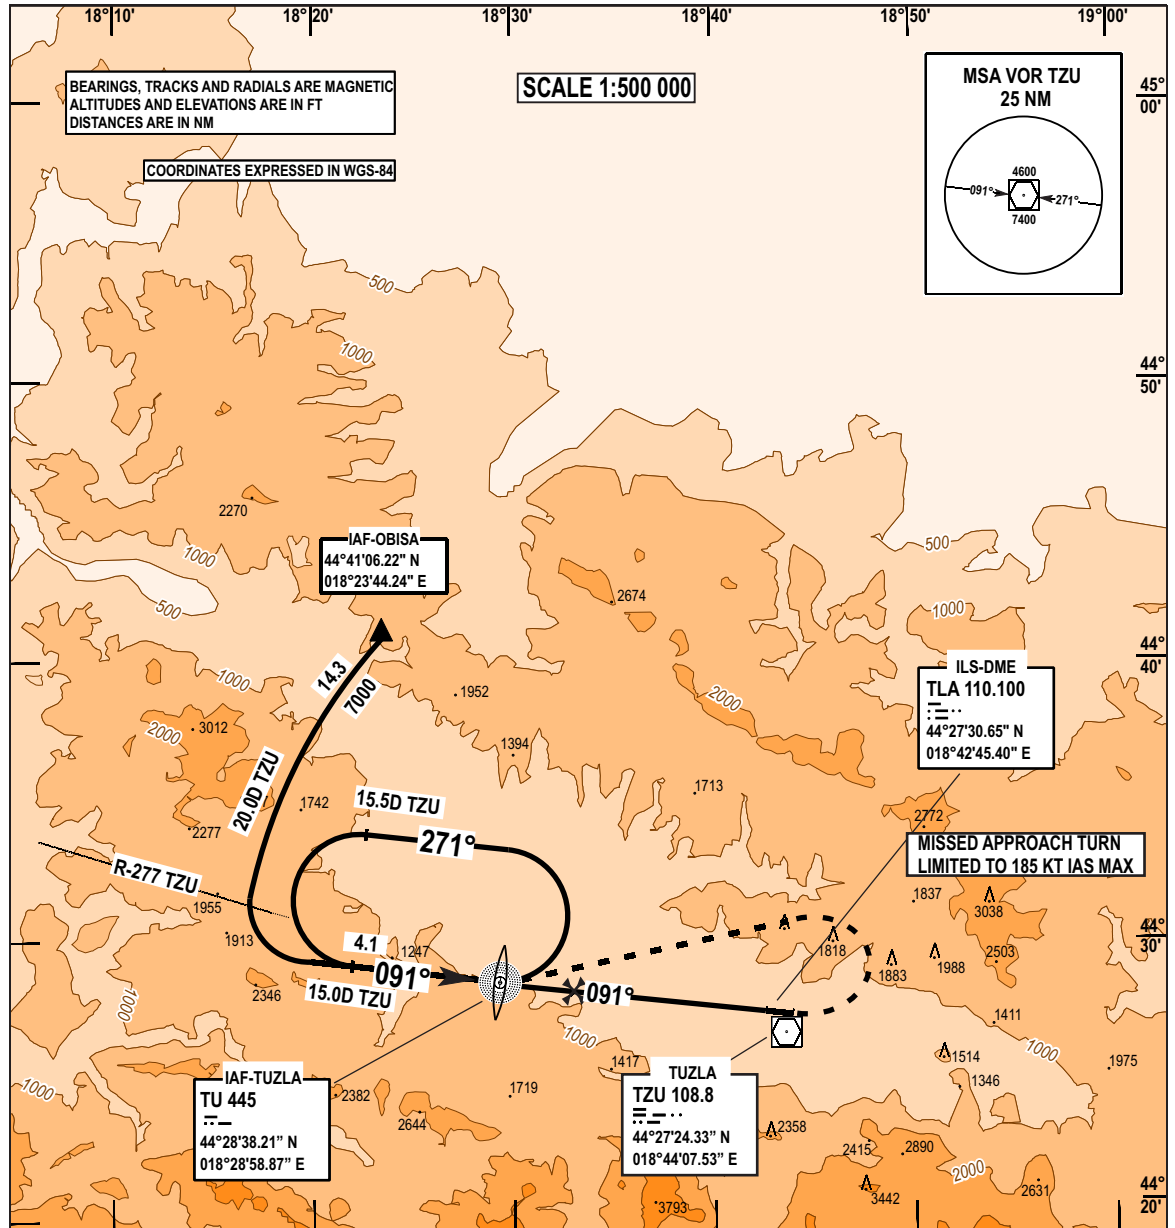 18°10' 18°20' 18°30' 18°40' 18°50' 19°00'
BEARINGS, TRACKS AND RADIALS ARE MAGNETIC
ALTITUDES AND ELEVATIONS ARE IN FT
DISTANCES ARE IN NM
SCALE 1:500 000
MSA VOR TZU
25 NM
4600
091°
271°
7400
45°
00'
COORDINATES EXPRESSED IN WGS-84
500
1000
44°
50'
2270
IAF-OBISA
44°41'06.22" N
018°23'44.24" E
1000
500
2674
500
1000
44°
40'
14.3
7000
1000
1952
2000
ILS-DME
TLA 110.100
44°27'30.65" N
018°42'45.40" E
3012
2000
1394
20.0D TZU
1742
15.5D TZU
1713
2277
271°
2772
MISSED APPROACH TURN
LIMITED TO 185 KT IAS MAX
R-277 TZU
1955
1837
3038
1913
4.1
1247
1818
1883
1988
2503
44°
30'
091°
2346
15.0D TZU
091°
1000
1411
1000
1000
1417
1514
1975
1000
IAF-TUZLA
TU 445
44°28'38.21” N
018°28'58.87” E
2382
2644
1719
TUZLA
TZU 108.8
44°27'24.33” N
018°44'07.53” E
1346
2358
2415
2890
2000
3442
2631
3793
44°
20'